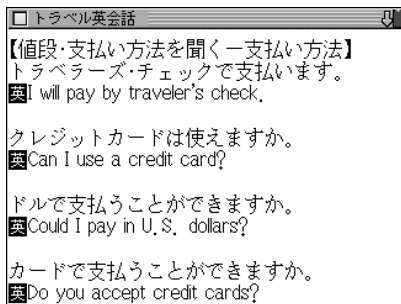 トラベル英会話
【値段・支払い方法を聞くー支払い方法】
トラベラーズ・チェックで支払います。
英I will pay by traveler's check.
クレジットカードは使えますか。
英Can I use a credit card?
ドルで支払うことができますか。
英Could I pay in U.S. dollars?
カードで支払うことができますか。
英Do you accept credit cards?